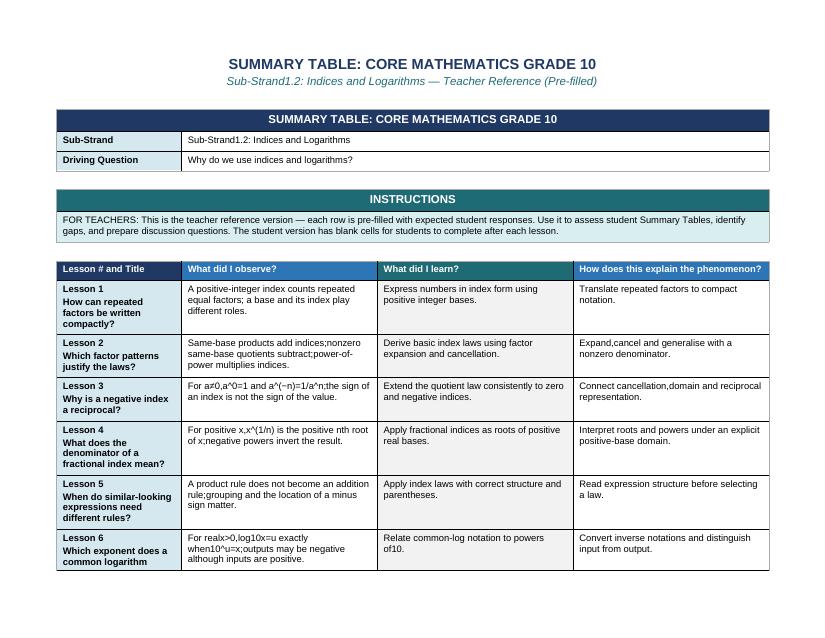 SUMMARY TABLE: CORE MATHEMATICS GRADE 10
Sub-Strand1.2: Indices and Logarithms — Teacher Reference (Pre-filled)
SUMMARY TABLE: CORE MATHEMATICS GRADE 10
Sub-Strand
Sub-Strand1.2: Indices and Logarithms
Driving Question
Why do we use indices and logarithms?
INSTRUCTIONS
FOR TEACHERS: This is the teacher reference version — each row is pre-filled with expected student responses. Use it to assess student Summary Tables, identify
gaps, and prepare discussion questions. The student version has blank cells for students to complete after each lesson.
Lesson # and Title
What did I observe?
What did I learn?
How does this explain the phenomenon?
Lesson 1
How can repeated
factors be written
compactly?
A positive-integer index counts repeated
equal factors; a base and its index play
different roles.
Express numbers in index form using
positive integer bases.
Translate repeated factors to compact
notation.
Lesson 2
Which factor patterns
justify the laws?
Same-base products add indices;nonzero
same-base quotients subtract;power-of-
power multiplies indices.
Derive basic index laws using factor
expansion and cancellation.
Expand,cancel and generalise with a
nonzero denominator.
Lesson 3
Why is a negative index
a reciprocal?
For a≠0,a^0=1 and a^(−n)=1/a^n;the sign of
an index is not the sign of the value.
Extend the quotient law consistently to zero
and negative indices.
Connect cancellation,domain and reciprocal
representation.
Lesson 4
What does the
denominator of a
fractional index mean?
For positive x,x^(1/n) is the positive nth root
of x;negative powers invert the result.
Apply fractional indices as roots of positive
real bases.
Interpret roots and powers under an explicit
positive-base domain.
Lesson 5
When do similar-looking
expressions need
different rules?
A product rule does not become an addition
rule;grouping and the location of a minus
sign matter.
Apply index laws with correct structure and
parentheses.
Read expression structure before selecting
a law.
Lesson 6
Which exponent does a
common logarithm
For realx>0,log10x=u exactly
when10^u=x;outputs may be negative
although inputs are positive.
Relate common-log notation to powers
of10.
Convert inverse notations and distinguish
input from output.